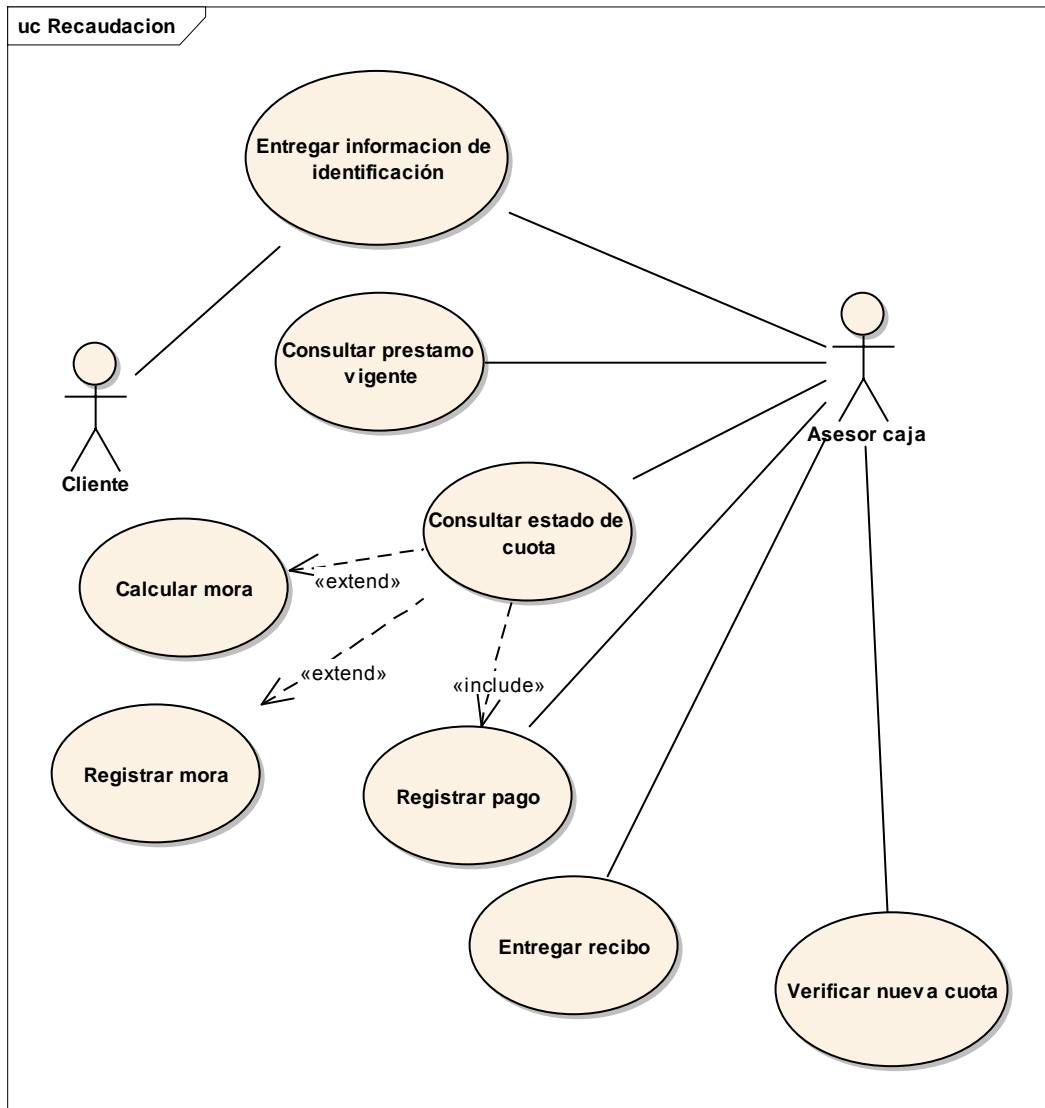 uc Recaudacion
Entregar informacion de
identificación
Consultar prestamo
vigente
Asesor caja
Cliente
Consultar estado de
cuota
Calcular mora
«extend»
«extend»
«include»
Registrar mora
Registrar pago
Entregar recibo
Verificar nueva cuota